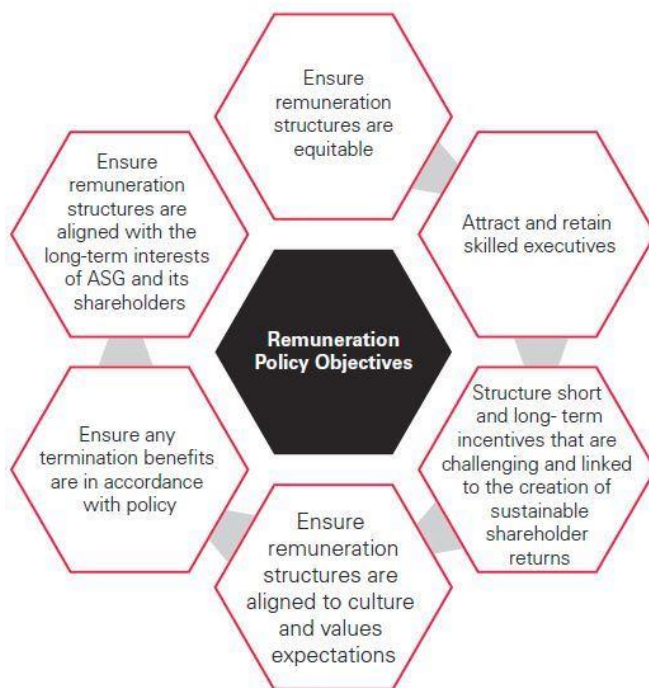 Ensure
remuneration
structures are
equitable
Attract and retain
skilled executives
Structure short
and long- term
incentives that are
challenging and linked
to the creation of
sustainable
shareholder
returns
Ensure
remuneration
structures are
aligned to culture
and values
expectations
Ensure any
termination benefits
are in accordance
with policy
Ensure
remuneration
structures are
aligned with the
long-term interests
of ASG and its
shareholders
Remuneration
Policy Objectives